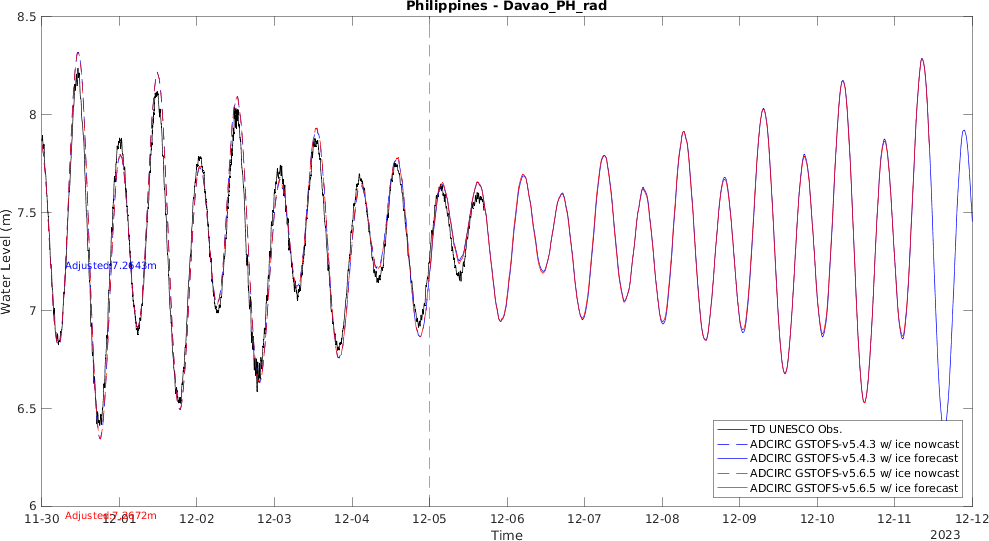 Philippines - Davao_PH_rad
8.5
8
7.5
7
6.5
6
Water Level (m)
Adjusted:7.2643m
Adjusted:7.2672m
TD UNESCO Obs.
ADCIRC GSTOFS-v5.4.3 w/ ice nowcast
ADCIRC GSTOFS-v5.4.3 w/ ice forecast
ADCIRC GSTOFS-v5.6.5 w/ ice nowcast
ADCIRC GSTOFS-v5.6.5 w/ ice forecast
11-30 12-01 12-02 12-03 12-04 12-05 12-06 12-07 12-08 12-09 12-10 12-11 12-12
Time
2023